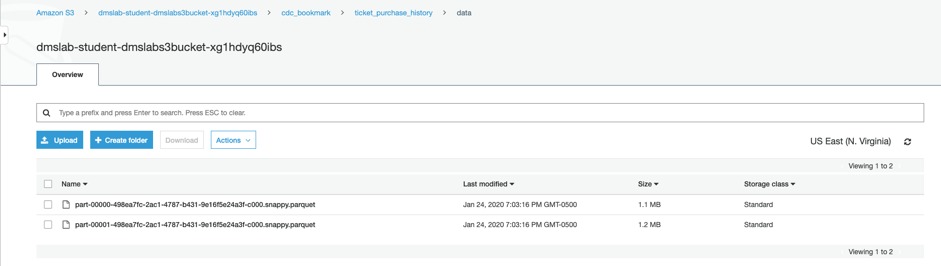 Amazon S3 > dmslab-student-dmslabs3bucket-xg1hdyq60ibs > cdc_bookmark > ticket_purchase_history > data
dmslab-student-dmslabs3bucket-xg1hdyq60ibs
Overview
Type a prefix and press Enter to search. Press ESC to clear.
Upload + Create folder Download Actions US East (N. Virginia)
Viewing 1 to 2
Name Last modified Size Storage class
part-00000-498ea7fc-2ac1-4787-b431-9e16f5e24a3f-c000.snappy.parquet Jan 24, 2020 7:03:16 PM GMT-0500 1.1 MB Standard
part-00001-498ea7fc-2ac1-4787-b431-9e16f5e24a3f-c000.snappy.parquet Jan 24, 2020 7:03:16 PM GMT-0500 1.2 MB Standard
Viewing 1 to 2